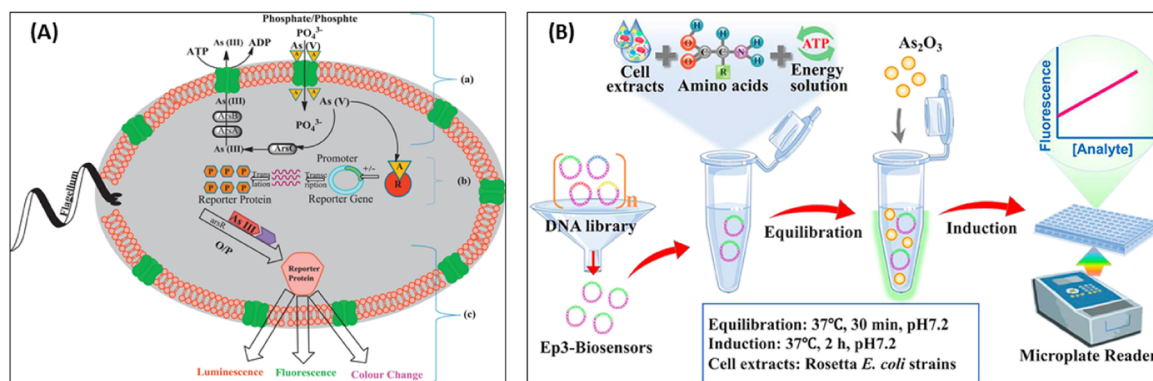 (A)
Phosphate/Phosphte
PO₄³⁻
As (V)
ATP
As (III)
ADP
(a)
As (III)
ArsB
ArsA
As (III)
ArsC
As (V)
PO₄³⁻
A
R
+/-
Promoter
Reporter Gene
Transc
ription
Trans
lation
P P P
P P P
Reporter Protein
(b)
Flagellum
As III
arsR
O/P
Reporter
Protein
(c)
Luminescence
Fluorescence
Colour Change
(B)
Cell
extracts
H
O
O
C
C
N
H
H
H
R
Amino acids
ATP
Energy
solution
As₂O₃
Fluorescence
[Analyte]
n
DNA library
Ep3-Biosensors
Equilibration
Induction
Equilibration: 37℃, 30 min, pH7.2
Induction: 37℃, 2 h, pH7.2
Cell extracts: Rosetta E. coli strains
Microplate Reader